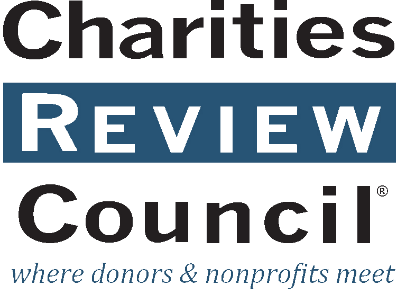 Charities
REVIEW
Council®
where donors & nonprofits meet